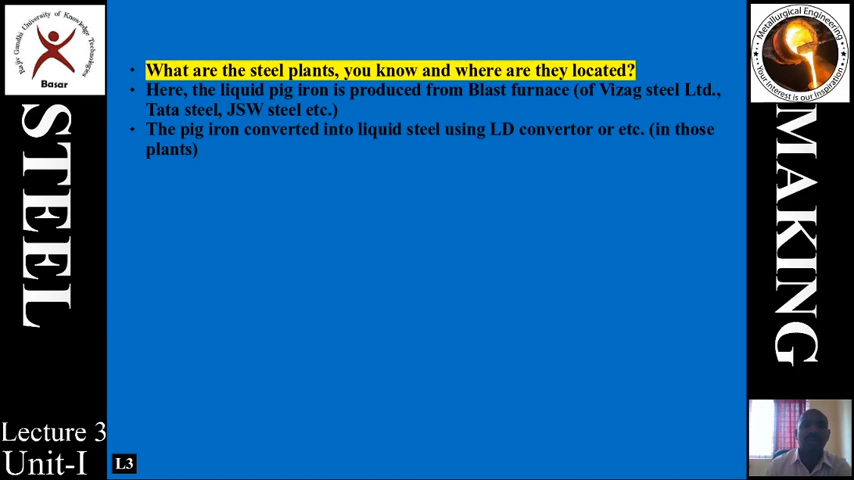 Rajiv Gandhi University of Knowledge Technologies
Basar
STEEL
Lecture 3
Unit-I
• What are the steel plants, you know and where are they located?
• Here, the liquid pig iron is produced from Blast furnace (of Vizag steel Ltd.,
Tata steel, JSW steel etc.)
• The pig iron converted into liquid steel using LD convertor or etc. (in those
plants)
L3
Metallurgical Engineering
Your Interest is our Inspiration
MAKING